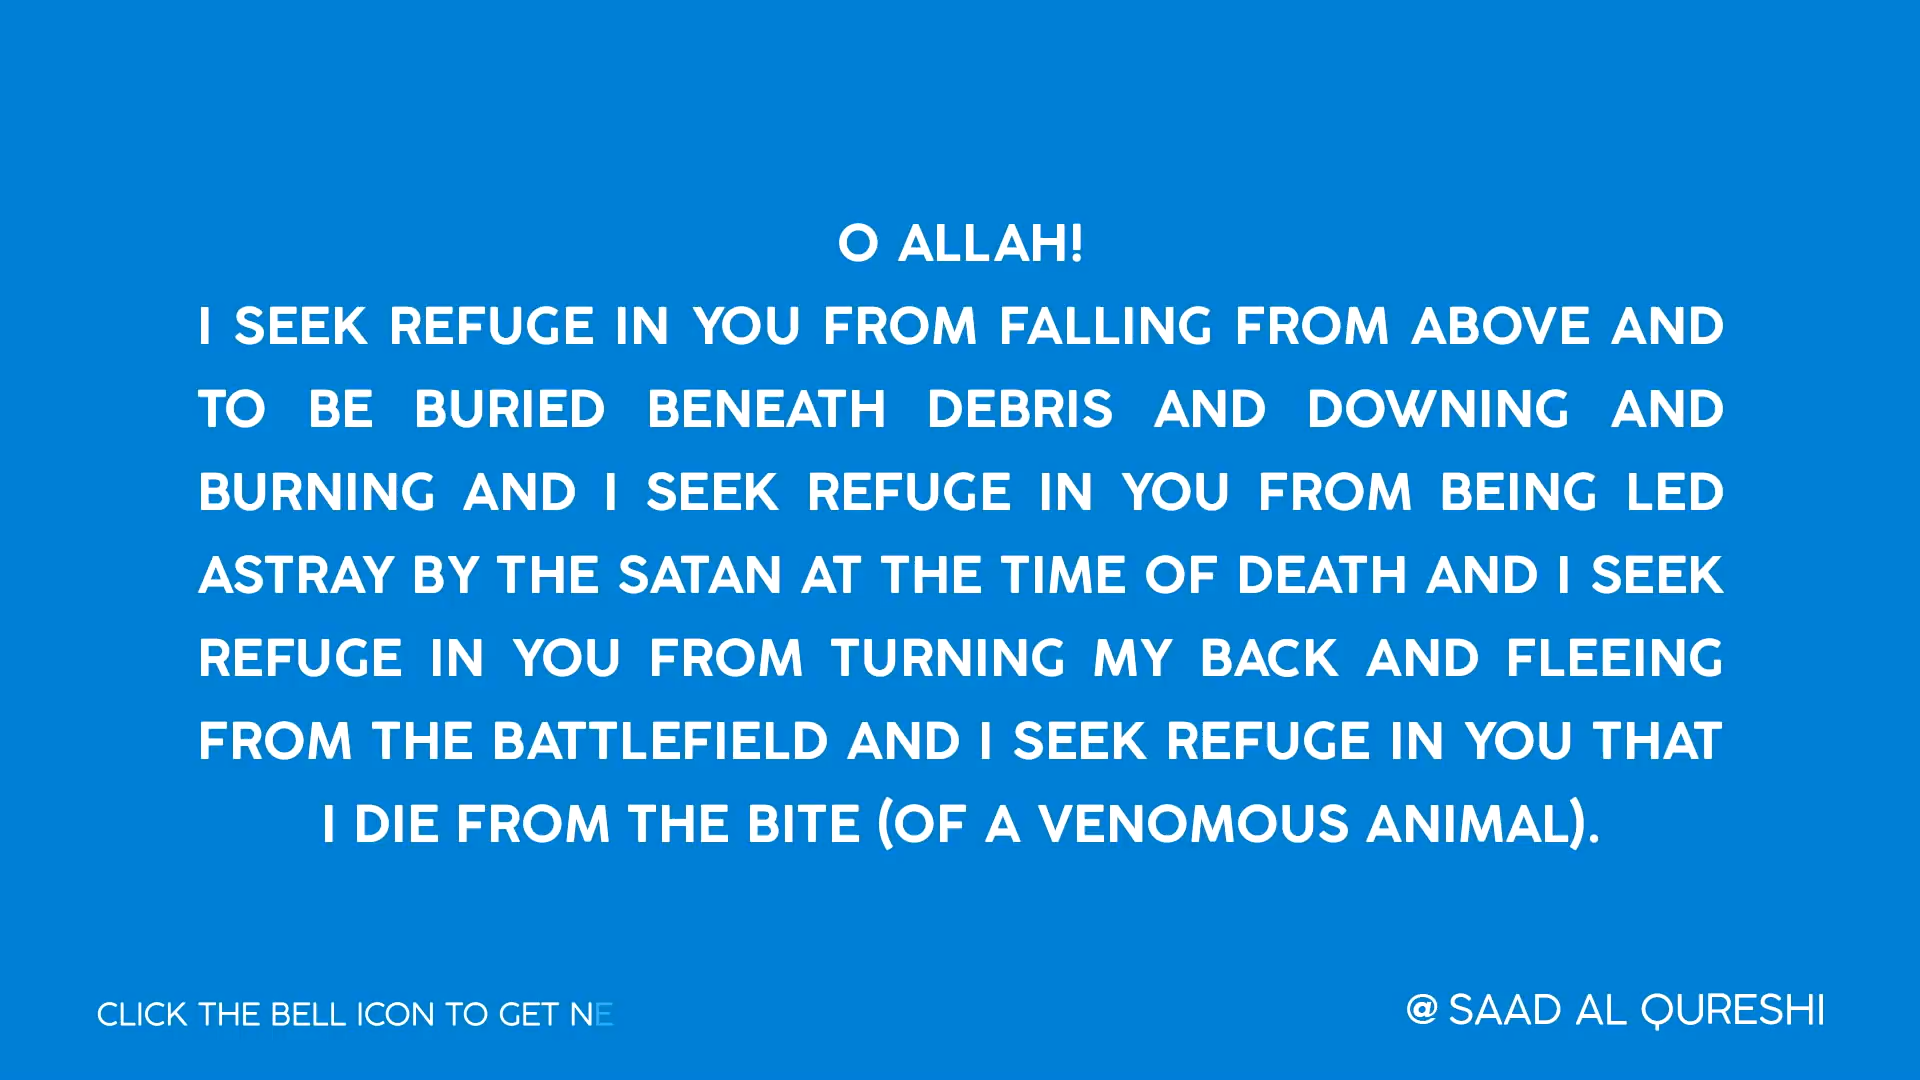 O ALLAH!
I SEEK REFUGE IN YOU FROM FALLING FROM ABOVE AND
TO BE BURIED BENEATH DEBRIS AND DOWNING AND
BURNING AND I SEEK REFUGE IN YOU FROM BEING LED
ASTRAY BY THE SATAN AT THE TIME OF DEATH AND I SEEK
REFUGE IN YOU FROM TURNING MY BACK AND FLEEING
FROM THE BATTLEFIELD AND I SEEK REFUGE IN YOU THAT
I DIE FROM THE BITE (OF A VENOMOUS ANIMAL).
CLICK THE BELL ICON TO GET NE
@ SAAD AL QURESHI